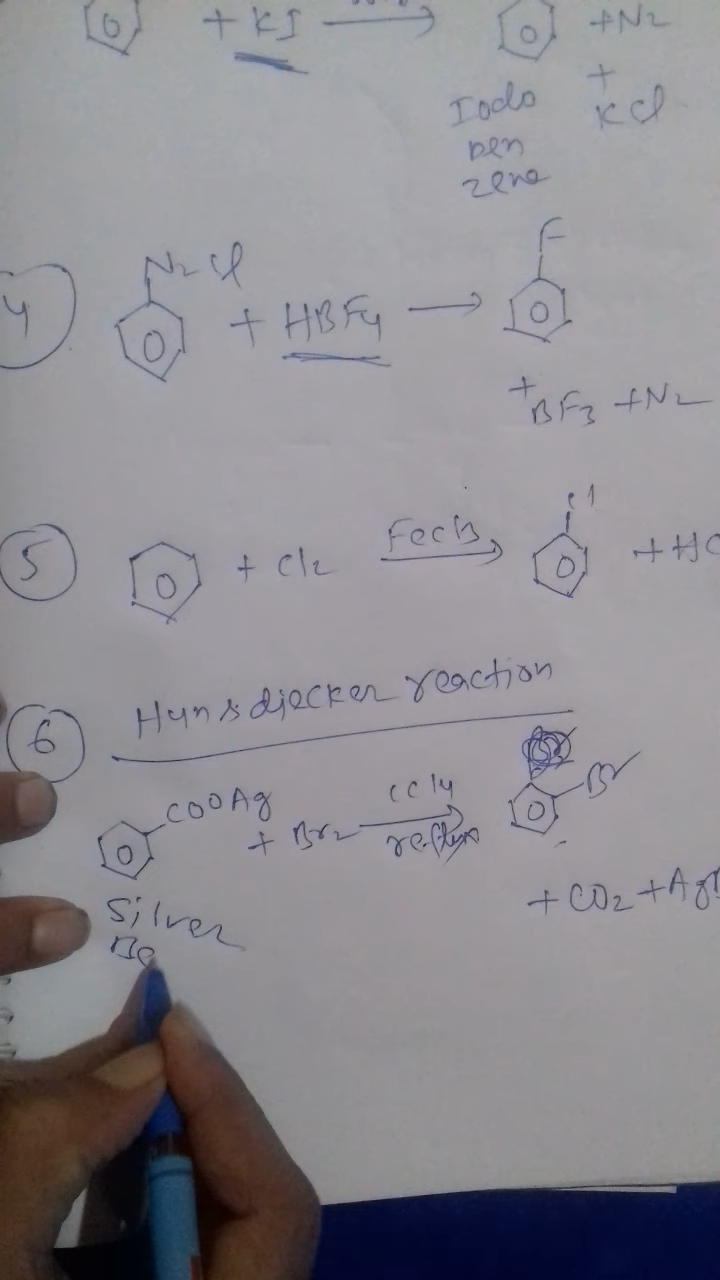 + KI → + N2
+
KCl
Iodo
ben
zene
4
N2Cl
+ HBF4 →
F
+
BF3 + N2
5
+ Cl2 FeCl3 → Cl + HC
6 Hunsdiecker reaction
COOAg + Br2 CCl4 reflux → Br
+ CO2 + Ag
Silver
Be